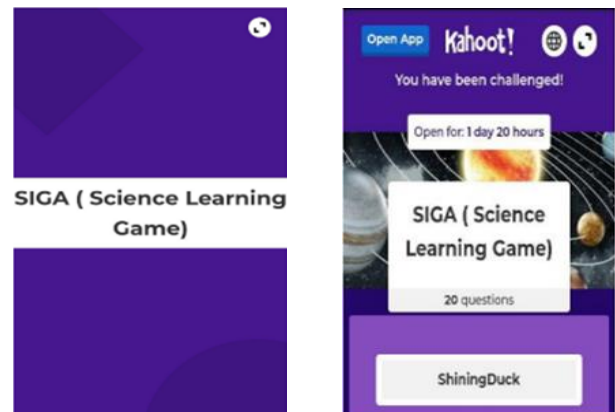 SIGA ( Science Learning
Game)
Open App Kahoot!
You have been challenged!
Open for: 1 day 20 hours
SIGA ( Science
Learning Game)
20 questions
ShiningDuck